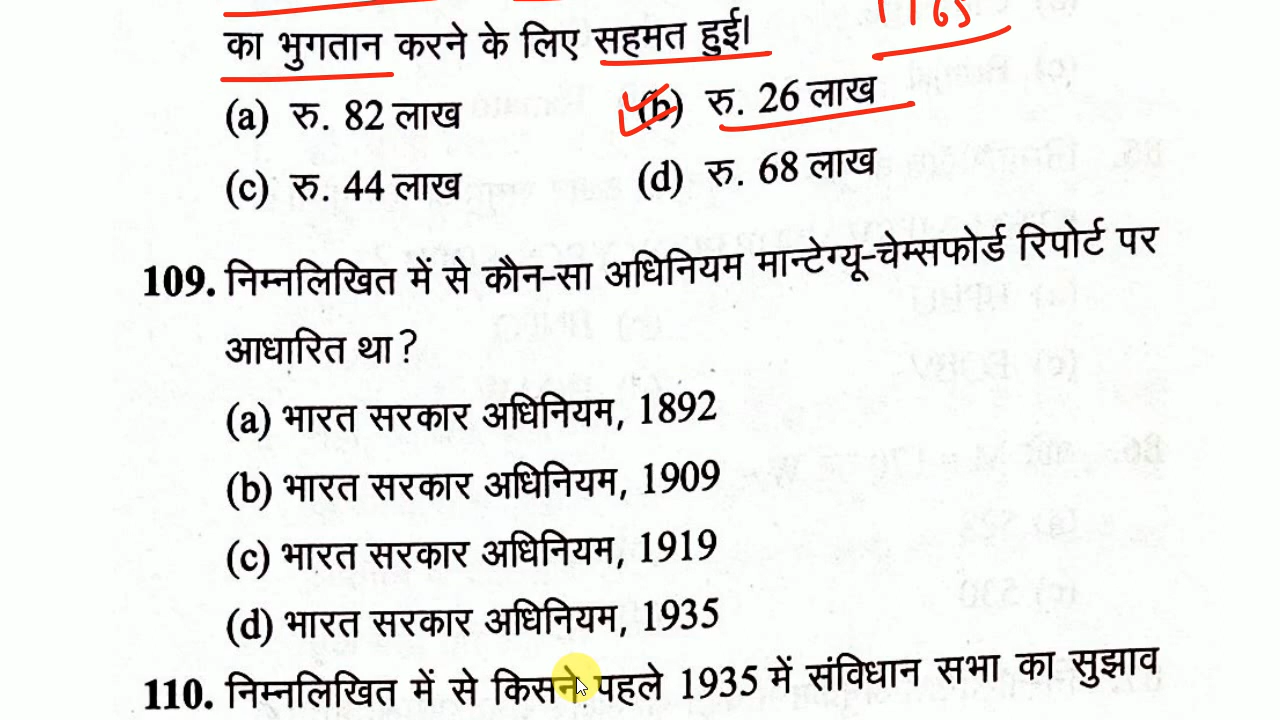 1765
का भुगतान करने के लिए सहमत हुई।
(a) रु. 82 लाख (b) रु. 26 लाख
(c) रु. 44 लाख (d) रु. 68 लाख
109. निम्नलिखित में से कौन-सा अधिनियम मान्टेग्यू-चेम्सफोर्ड रिपोर्ट पर
आधारित था?
(a) भारत सरकार अधिनियम, 1892
(b) भारत सरकार अधिनियम, 1909
(c) भारत सरकार अधिनियम, 1919
(d) भारत सरकार अधिनियम, 1935
110. निम्नलिखित में से किसने पहले 1935 में संविधान सभा का सुझाव